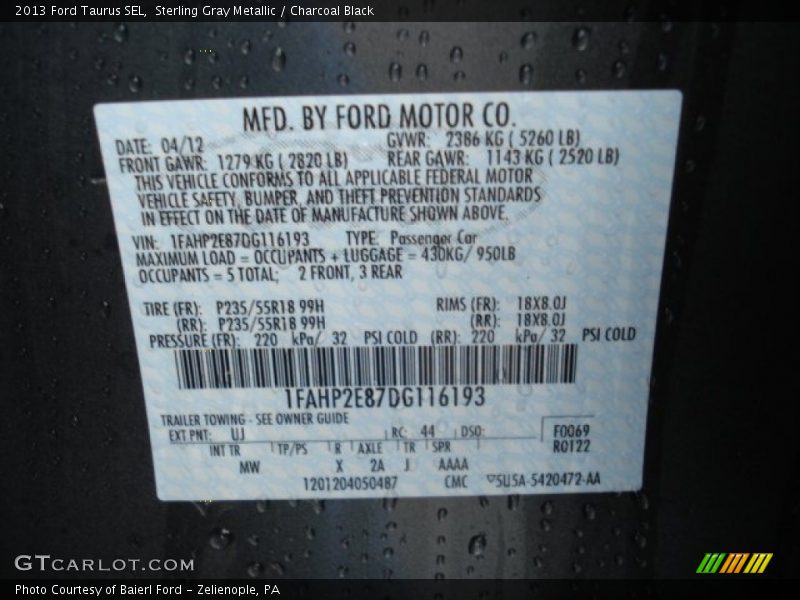 2013 Ford Taurus SEL, Sterling Gray Metallic / Charcoal Black
MFD. BY FORD MOTOR CO.
DATE: 04/12 GVWR: 2386 KG ( 5260 LB)
FRONT GAWR: 1279 KG ( 2820 LB) REAR GAWR: 1143 KG ( 2520 LB)
THIS VEHICLE CONFORMS TO ALL APPLICABLE FEDERAL MOTOR
VEHICLE SAFETY, BUMPER, AND THEFT PREVENTION STANDARDS
IN EFFECT ON THE DATE OF MANUFACTURE SHOWN ABOVE.
VIN: 1FAHP2E87DG116193 TYPE: Passenger Car
MAXIMUM LOAD = OCCUPANTS + LUGGAGE = 430KG/ 950LB
OCCUPANTS = 5 TOTAL; 2 FRONT, 3 REAR
TIRE (FR): P235/55R18 99H RIMS (FR): 18X8.0J
(RR): P235/55R18 99H (RR): 18X8.0J
PRESSURE (FR): 220 kPa/ 32 PSI COLD (RR): 220 kPa/ 32 PSI COLD
1FAHP2E87DG116193
TRAILER TOWING - SEE OWNER GUIDE
EXT PNT: UJ RC: 44 DSO: F0069
INT TR TP/PS R AXLE TR SPR R0122
MW X 2A J AAAA
1201204050487 CMC ▽5U5A-5420472-AA
GTCARLOT.COM
Photo Courtesy of Baierl Ford - Zelienople, PA